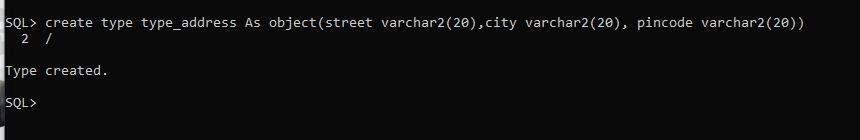 SQL> create type type_address As object(street varchar2(20),city varchar2(20), pincode varchar2(20))
2 /
Type created.
SQL>